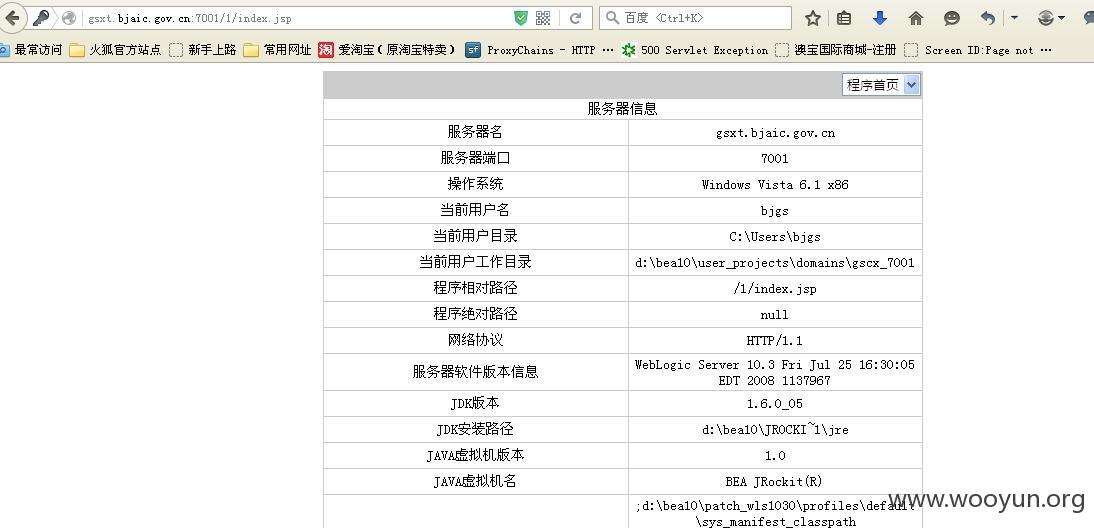 gsxt.bjaic.gov.cn:7001/1/index.jsp
百度 <Ctrl+K>
最常访问 火狐官方站点 新手上路 常用网址 爱淘宝（原淘宝特卖） ProxyChains - HTTP ··· 500 Servlet Exception 澳宝国际商城-注册 Screen ID:Page not ···
程序首页
服务器信息
服务器名 gsxt.bjaic.gov.cn
服务器端口 7001
操作系统 Windows Vista 6.1 x86
当前用户名 bjgs
当前用户目录 C:\Users\bjgs
当前用户工作目录 d:\bea10\user_projects\domains\gscx_7001
程序相对路径 /1/index.jsp
程序绝对路径 null
网络协议 HTTP/1.1
服务器软件版本信息 WebLogic Server 10.3 Fri Jul 25 16:30:05
EDT 2008 1137967
JDK版本 1.6.0_05
JDK安装路径 d:\bea10\JROCKI~1\jre
JAVA虚拟机版本 1.0
JAVA虚拟机名 BEA JRockit(R)
;d:\bea10\patch_wls1030\profiles\default
\sys_manifest_classpath
www.wooyun.org